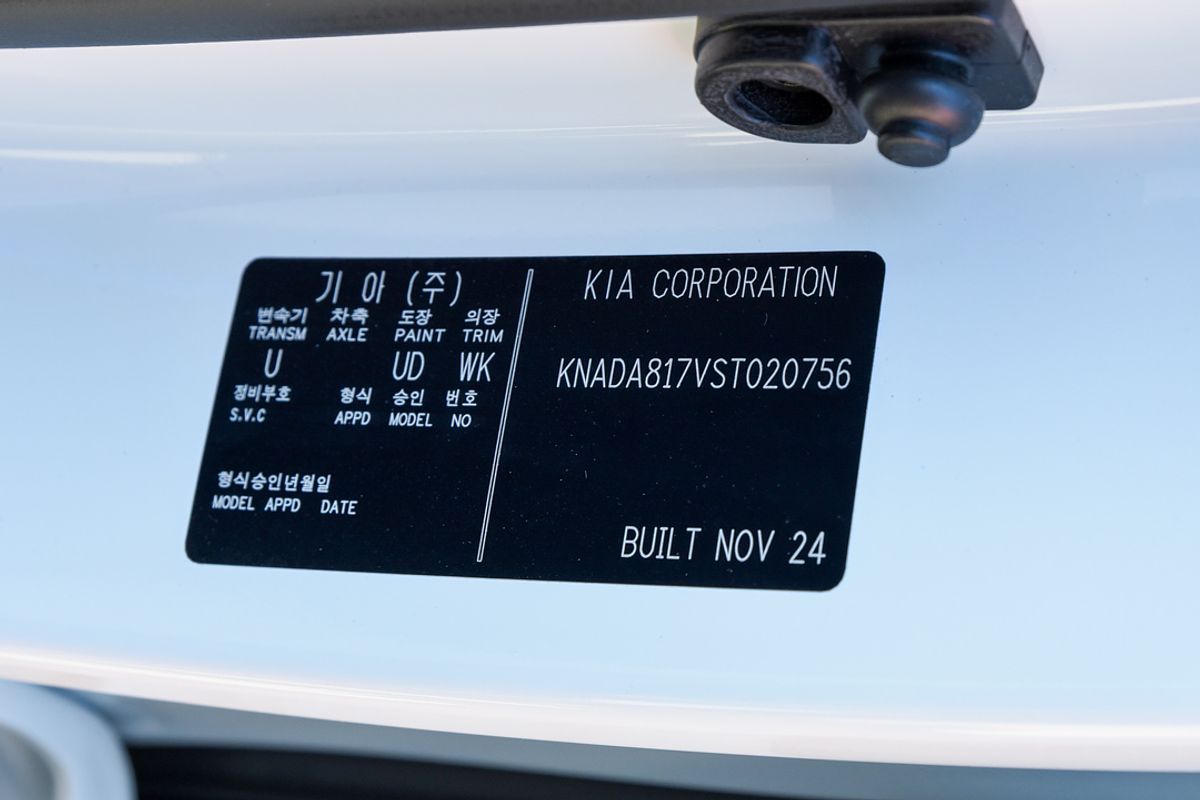 기아 (주)
변속기 차축 도장 의장
TRANSM AXLE PAINT TRIM
U UD WK
정비부호 형식 승인 번호
S.V.C APPD MODEL NO
형식승인년월일
MODEL APPD DATE
KIA CORPORATION
KNADA817VST020756
BUILT NOV 24